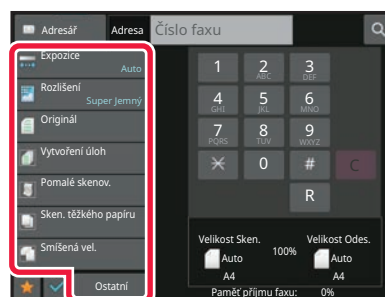 Adresář Adresa Číslo faxu
Expozice
Auto
Rozlišení
Super Jemný
Originál
Vytvoření úloh
Pomalé skenov.
Sken. těžkého papíru
Smíšená vel.
Ostatní
1 2 3
ABC DEF
4 5 6
GHI JKL MNO
7 8 9
PQRS TUV WXYZ
0 #
C
R
Velikost Sken. Velikost Odes.
Auto 100% Auto
A4 A4
Paměť příjmu faxu: 0%